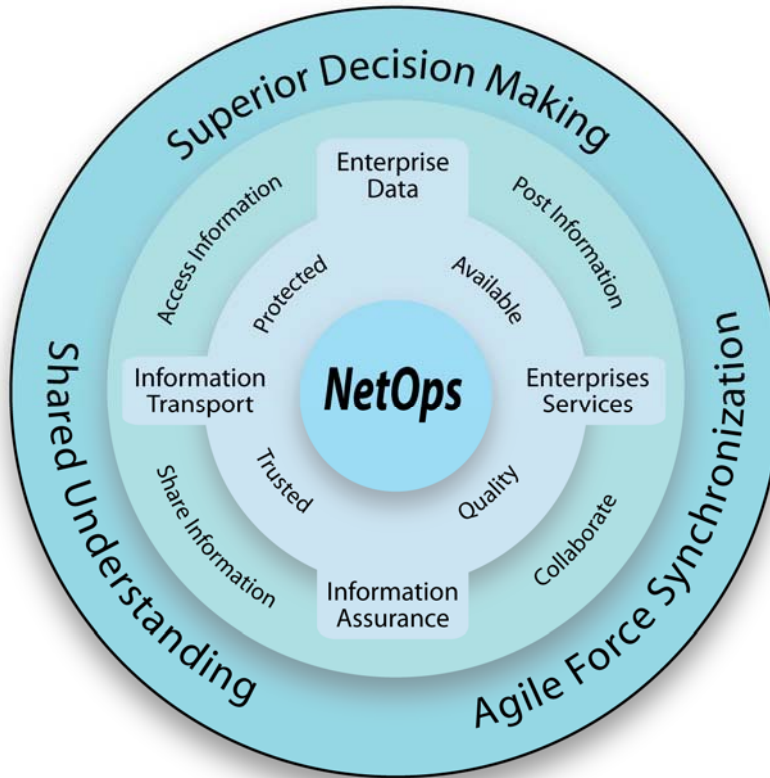 Superior Decision Making
Enterprise
Data
Access Information
Post Information
Protected
Available
Information
Transport
NetOps
Enterprises
Services
Shared Understanding
Agile Force Synchronization
Trusted
Quality
Share Information
Collaborate
Information
Assurance